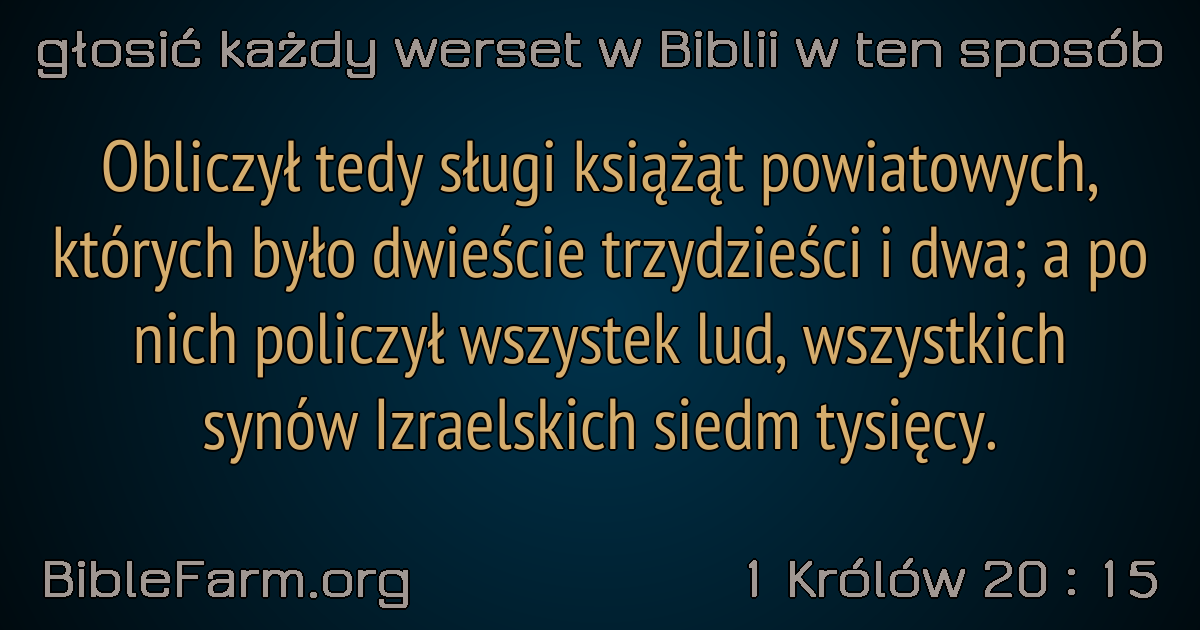 głosić każdy werset w Biblii w ten sposób
Obliczył tedy sługi książąt powiatowych,
których było dwieście trzydzieści i dwa; a po
nich policzył wszystek lud, wszystkich
synów Izraelskich siedm tysięcy.
BibleFarm.org
1 Królów 20 : 15